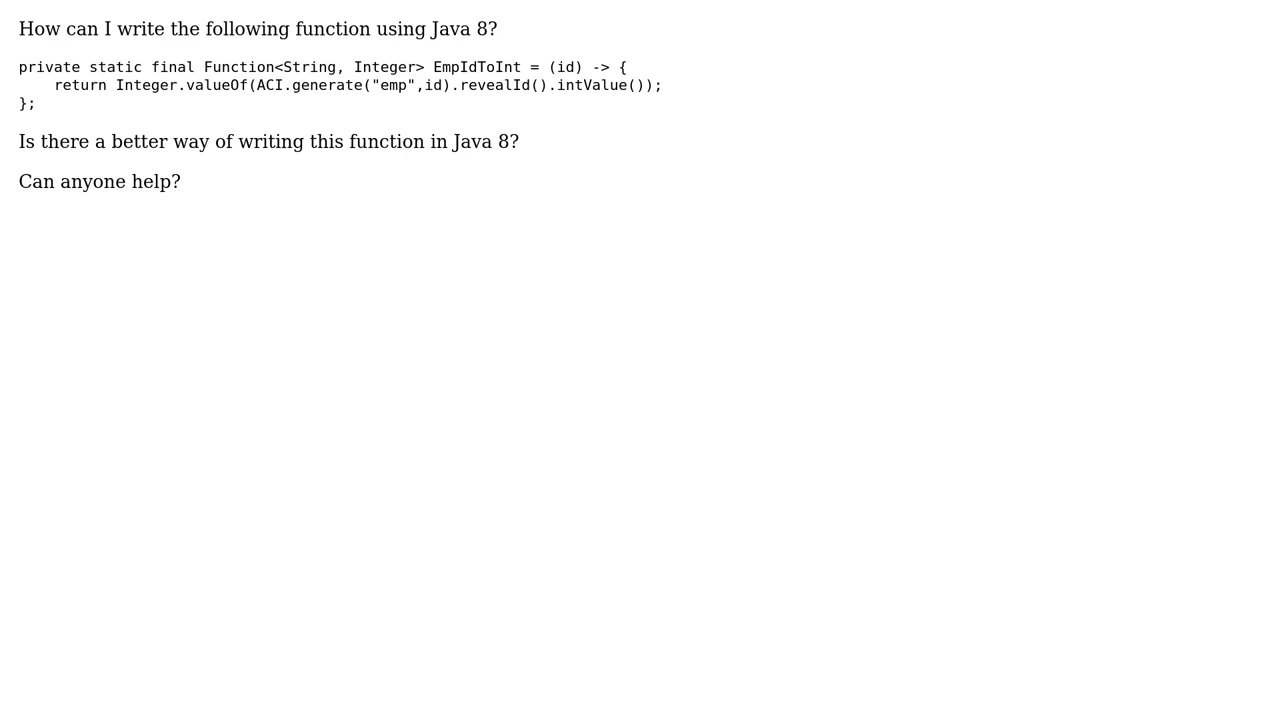 How can I write the following function using Java 8?
private static final Function<String, Integer> EmpIdToInt = (id) -> {
    return Integer.valueOf(ACI.generate("emp",id).revealId().intValue());
};
Is there a better way of writing this function in Java 8?
Can anyone help?